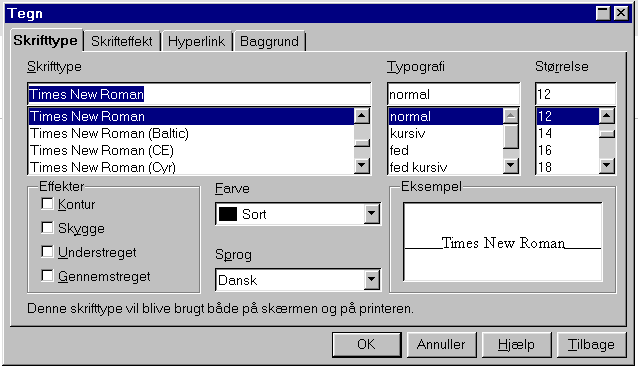 Tegn
Skrifttype Skrifteffekt Hyperlink Baggrund
Skrifttype Typografi Størrelse
Times New Roman normal 12
Times New Roman normal 12
Times New Roman (Baltic) kursiv 14
Times New Roman (CE) fed 16
Times New Roman (Cyr) fed kursiv 18
Effekter Farve Eksempel
Kontur Sort
Skygge
Times New Roman
Understreget Sprog
Gennemstreget Dansk
Denne skrifttype vil blive brugt både på skærmen og på printeren.
OK Annuller Hjælp Tilbage